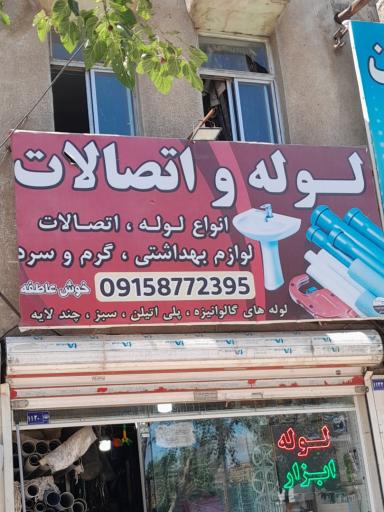 لوله و اتصالات
انواع لوله ، اتصالات
لوازم بهداشتی ، گرم و سرد
09158772395
خوش عاطفه
لوله های گالوانیزه ، پلی اتیلن ، سبز ، چند لایه
لوله
ابزار